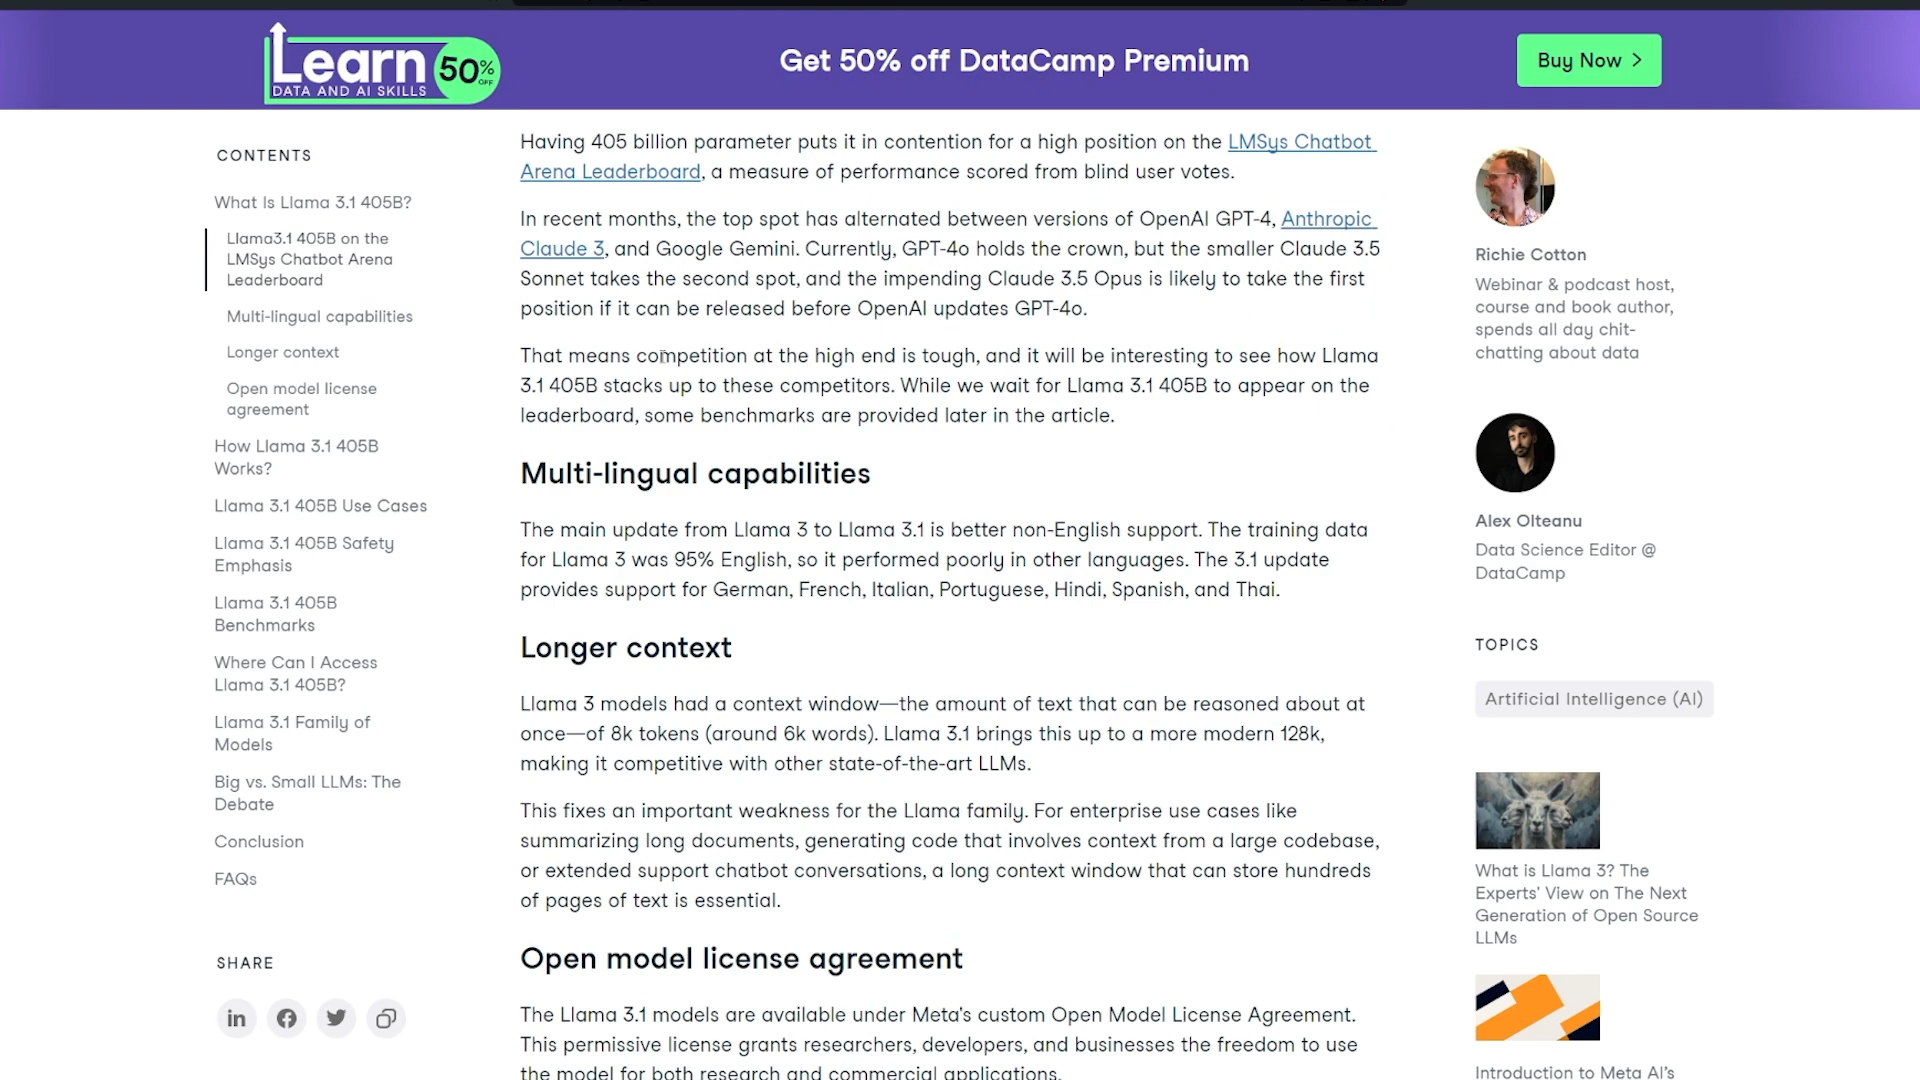 Learn
DATA AND AI SKILLS
50%
OFF
Get 50% off DataCamp Premium
Buy Now
CONTENTS
What Is Llama 3.1 405B?
Llama3.1 405B on the
LMSys Chatbot Arena
Leaderboard
Multi-lingual capabilities
Longer context
Open model license
agreement
How Llama 3.1 405B
Works?
Llama 3.1 405B Use Cases
Llama 3.1 405B Safety
Emphasis
Llama 3.1 405B
Benchmarks
Where Can I Access
Llama 3.1 405B?
Llama 3.1 Family of
Models
Big vs. Small LLMs: The
Debate
Conclusion
FAQs
SHARE
in
Having 405 billion parameter puts it in contention for a high position on the LMSys Chatbot
Arena Leaderboard, a measure of performance scored from blind user votes.
In recent months, the top spot has alternated between versions of OpenAI GPT-4, Anthropic
Claude 3, and Google Gemini. Currently, GPT-4o holds the crown, but the smaller Claude 3.5
Sonnet takes the second spot, and the impending Claude 3.5 Opus is likely to take the first
position if it can be released before OpenAI updates GPT-4o.
That means competition at the high end is tough, and it will be interesting to see how Llama
3.1 405B stacks up to these competitors. While we wait for Llama 3.1 405B to appear on the
leaderboard, some benchmarks are provided later in the article.
Multi-lingual capabilities
The main update from Llama 3 to Llama 3.1 is better non-English support. The training data
for Llama 3 was 95% English, so it performed poorly in other languages. The 3.1 update
provides support for German, French, Italian, Portuguese, Hindi, Spanish, and Thai.
Longer context
Llama 3 models had a context window—the amount of text that can be reasoned about at
once—of 8k tokens (around 6k words). Llama 3.1 brings this up to a more modern 128k,
making it competitive with other state-of-the-art LLMs.
This fixes an important weakness for the Llama family. For enterprise use cases like
summarizing long documents, generating code that involves context from a large codebase,
or extended support chatbot conversations, a long context window that can store hundreds
of pages of text is essential.
Open model license agreement
The Llama 3.1 models are available under Meta's custom Open Model License Agreement.
This permissive license grants researchers, developers, and businesses the freedom to use
the model for both research and commercial applications.
Richie Cotton
Webinar & podcast host,
course and book author,
spends all day chit-
chatting about data
Alex Olteanu
Data Science Editor @
DataCamp
TOPICS
Artificial Intelligence (AI)
What is Llama 3? The
Experts' View on The Next
Generation of Open Source
LLMs
Introduction to Meta AI's